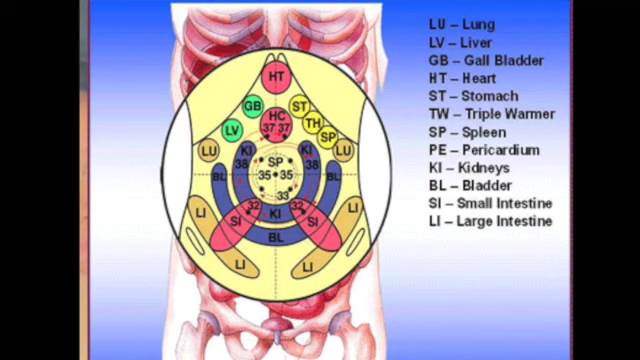 LU – Lung
LV – Liver
GB – Gall Bladder
HT – Heart
ST – Stomach
TW – Triple Warmer
SP – Spleen
PE – Pericardium
KI – Kidneys
BL – Bladder
SI – Small Intestine
LI – Large Intestine
HT
GB ST
HC TH
37 37
LV SP
LU KI KI LU
38 38
SP
BL 35 35 BL
33
32 32
LI SI KI SI LI
BL
LI LI